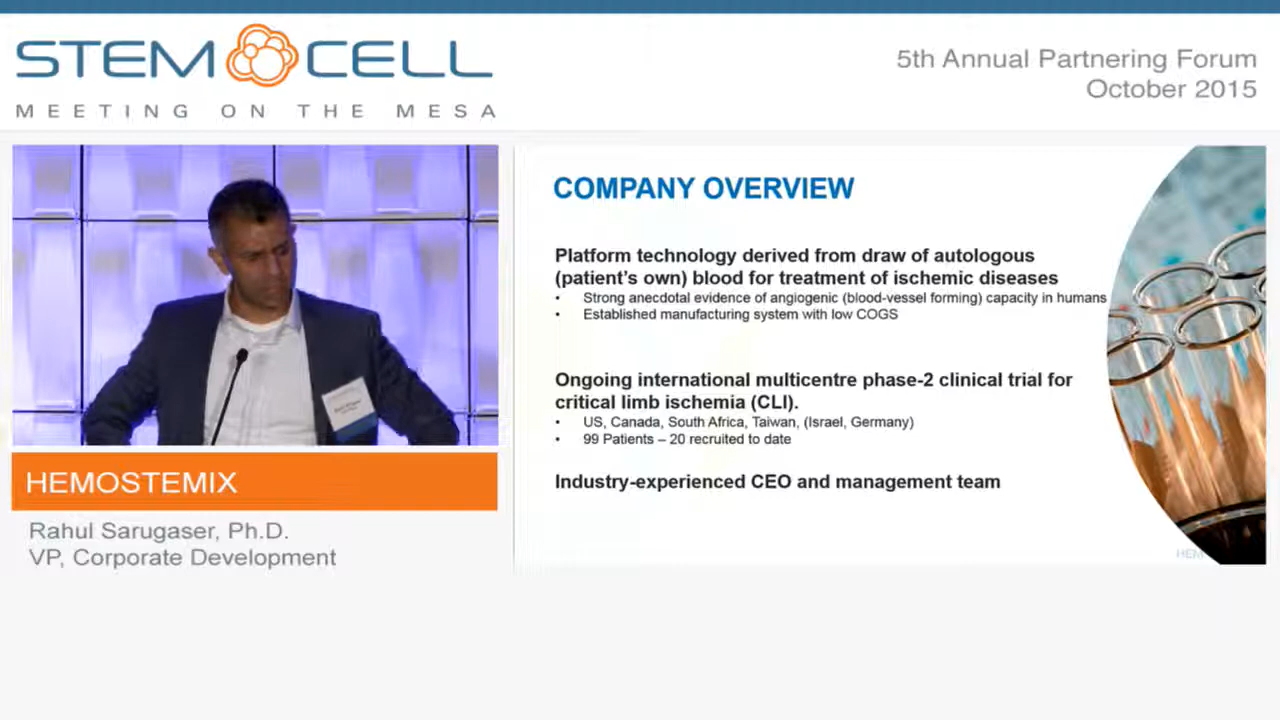 STEM CELL
MEETING ON THE MESA
5th Annual Partnering Forum
October 2015
COMPANY OVERVIEW
Platform technology derived from draw of autologous
(patient's own) blood for treatment of ischemic diseases
• Strong anecdotal evidence of angiogenic (blood-vessel forming) capacity in humans
• Established manufacturing system with low COGS
Ongoing international multicentre phase-2 clinical trial for
critical limb ischemia (CLI).
• US, Canada, South Africa, Taiwan, (Israel, Germany)
• 99 Patients – 20 recruited to date
Industry-experienced CEO and management team
HEM
HEMOSTEMIX
Rahul Sarugaser, Ph.D.
VP, Corporate Development